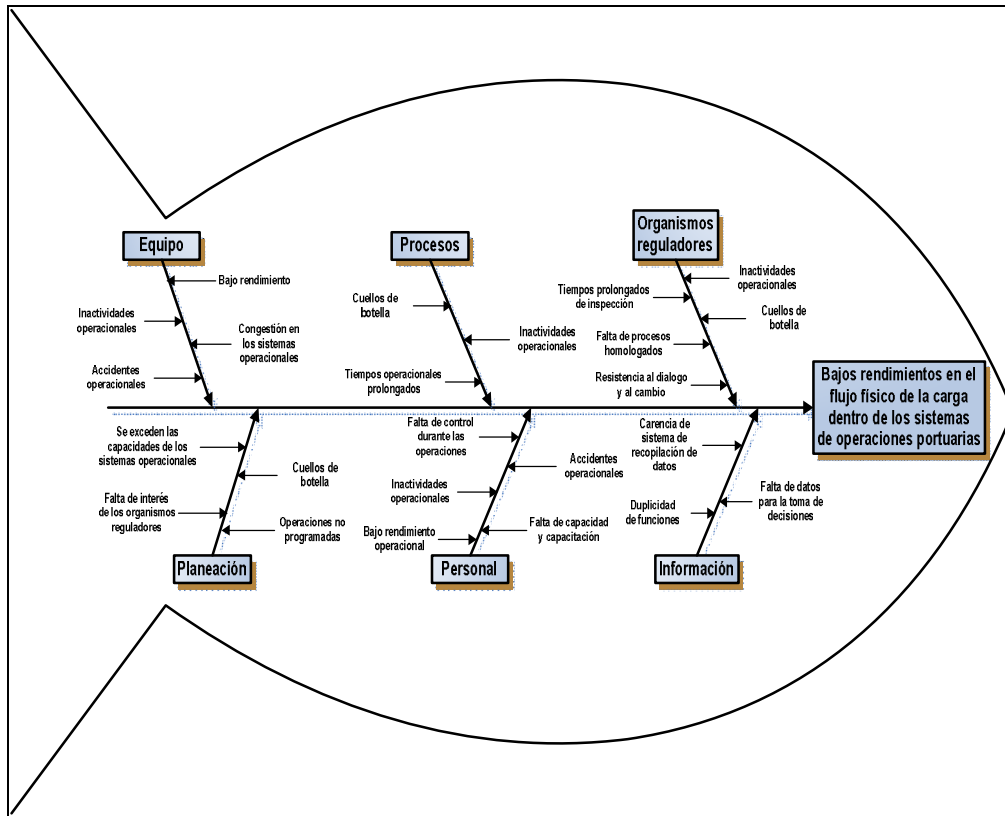 Equipo
Bajo rendimiento
Inactividades
operacionales
Congestión en
los sistemas
operacionales
Accidentes
operacionales
Procesos
Cuellos de
botella
Inactividades
operacionales
Tiempos operacionales
prolongados
Organismos
reguladores
Inactividades
operacionales
Tiempos prolongados
de inspección
Cuellos de
botella
Falta de procesos
homologados
Resistencia al dialogo
y al cambio
Bajos rendimientos en el
flujo físico de la carga
dentro de los sistemas
de operaciones portuarias
Se exceden las
capacidades de los
sistemas operacionales
Cuellos de
botella
Falta de interés
de los organismos
reguladores
Operaciones no
programadas
Planeación
Falta de control
durante las
operaciones
Accidentes
operacionales
Inactividades
operacionales
Bajo rendimiento
operacional
Falta de capacidad
y capacitación
Personal
Carencia de
sistema de
recopilación de
datos
Falta de datos
para la toma de
decisiones
Duplicidad
de funciones
Información